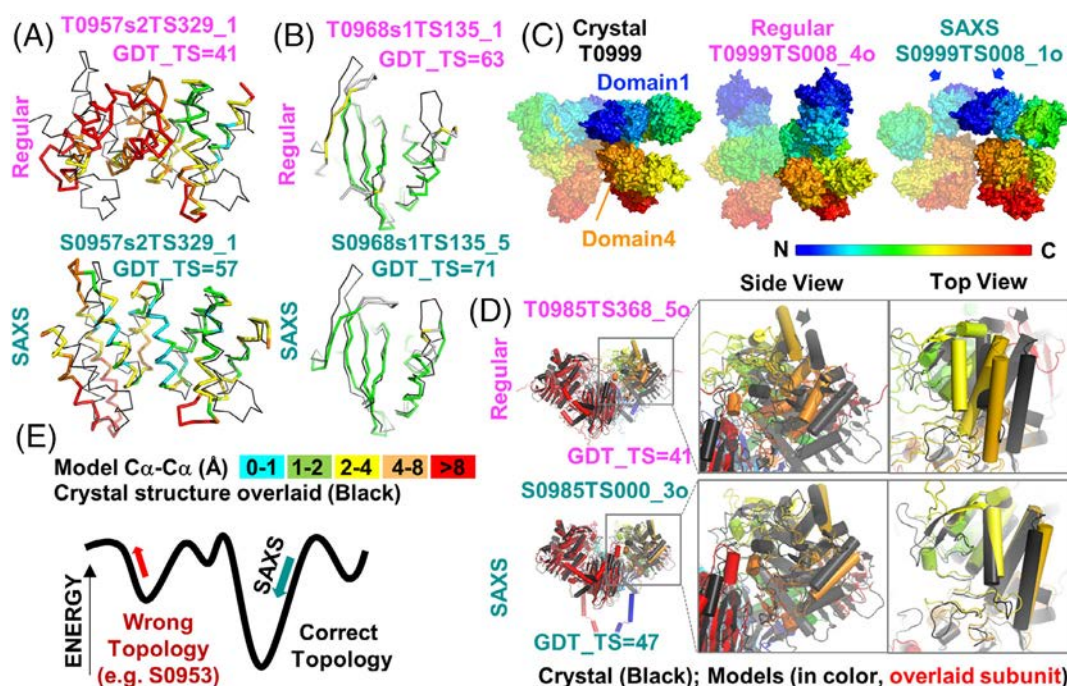 (A)
T0957s2TS329_1
GDT_TS=41
Regular
S0957s2TS329_1
GDT_TS=57
SAXS
(B)
T0968s1TS135_1
GDT_TS=63
Regular
S0968s1TS135_5
GDT_TS=71
SAXS
(C)
Crystal
T0999
Regular
T0999TS008_4o
SAXS
S0999TS008_1o
Domain1
Domain4
N
C
(D)
Side View
Top View
T0985TS368_5o
Regular
GDT_TS=41
S0985TS000_3o
SAXS
GDT_TS=47
Crystal (Black); Models (in color, overlaid subunit)
(E)
Model Cα-Cα (Å) 0-1 1-2 2-4 4-8 >8
Crystal structure overlaid (Black)
ENERGY
SAXS
Wrong
Topology
(e.g. S0953)
Correct
Topology